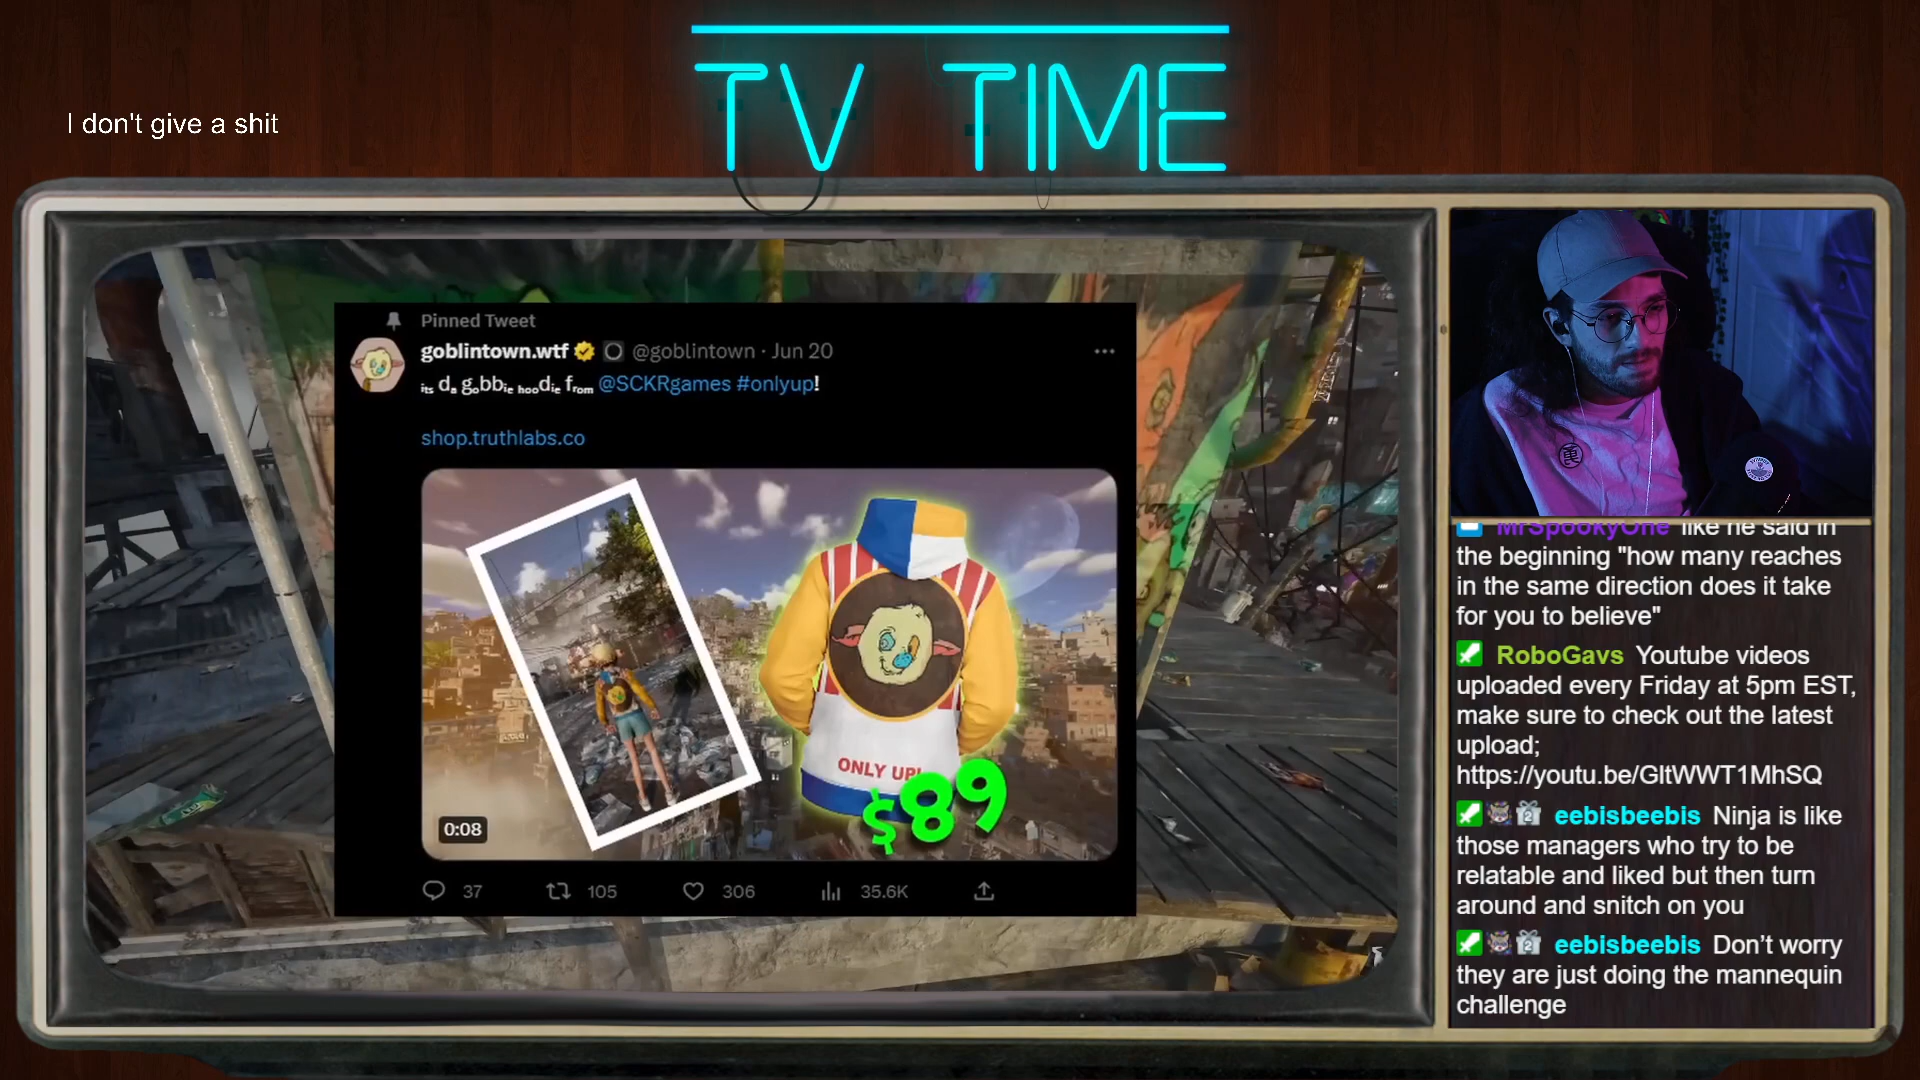 TV TIME
I don't give a shit
Pinned Tweet
goblintown.wtf @goblintown · Jun 20
its da gobbie hoodie from @SCKRgames #onlyup!
shop.truthlabs.co
ONLY UP!
$89
0:08
37 105 306 35.6K
MrSpookyOne like he said in
the beginning "how many reaches
in the same direction does it take
for you to believe"
RoboGavs Youtube videos
uploaded every Friday at 5pm EST,
make sure to check out the latest
upload;
https://youtu.be/GltWWT1MhSQ
2 eebisbeebis Ninja is like
those managers who try to be
relatable and liked but then turn
around and snitch on you
2 eebisbeebis Don’t worry
they are just doing the mannequin
challenge